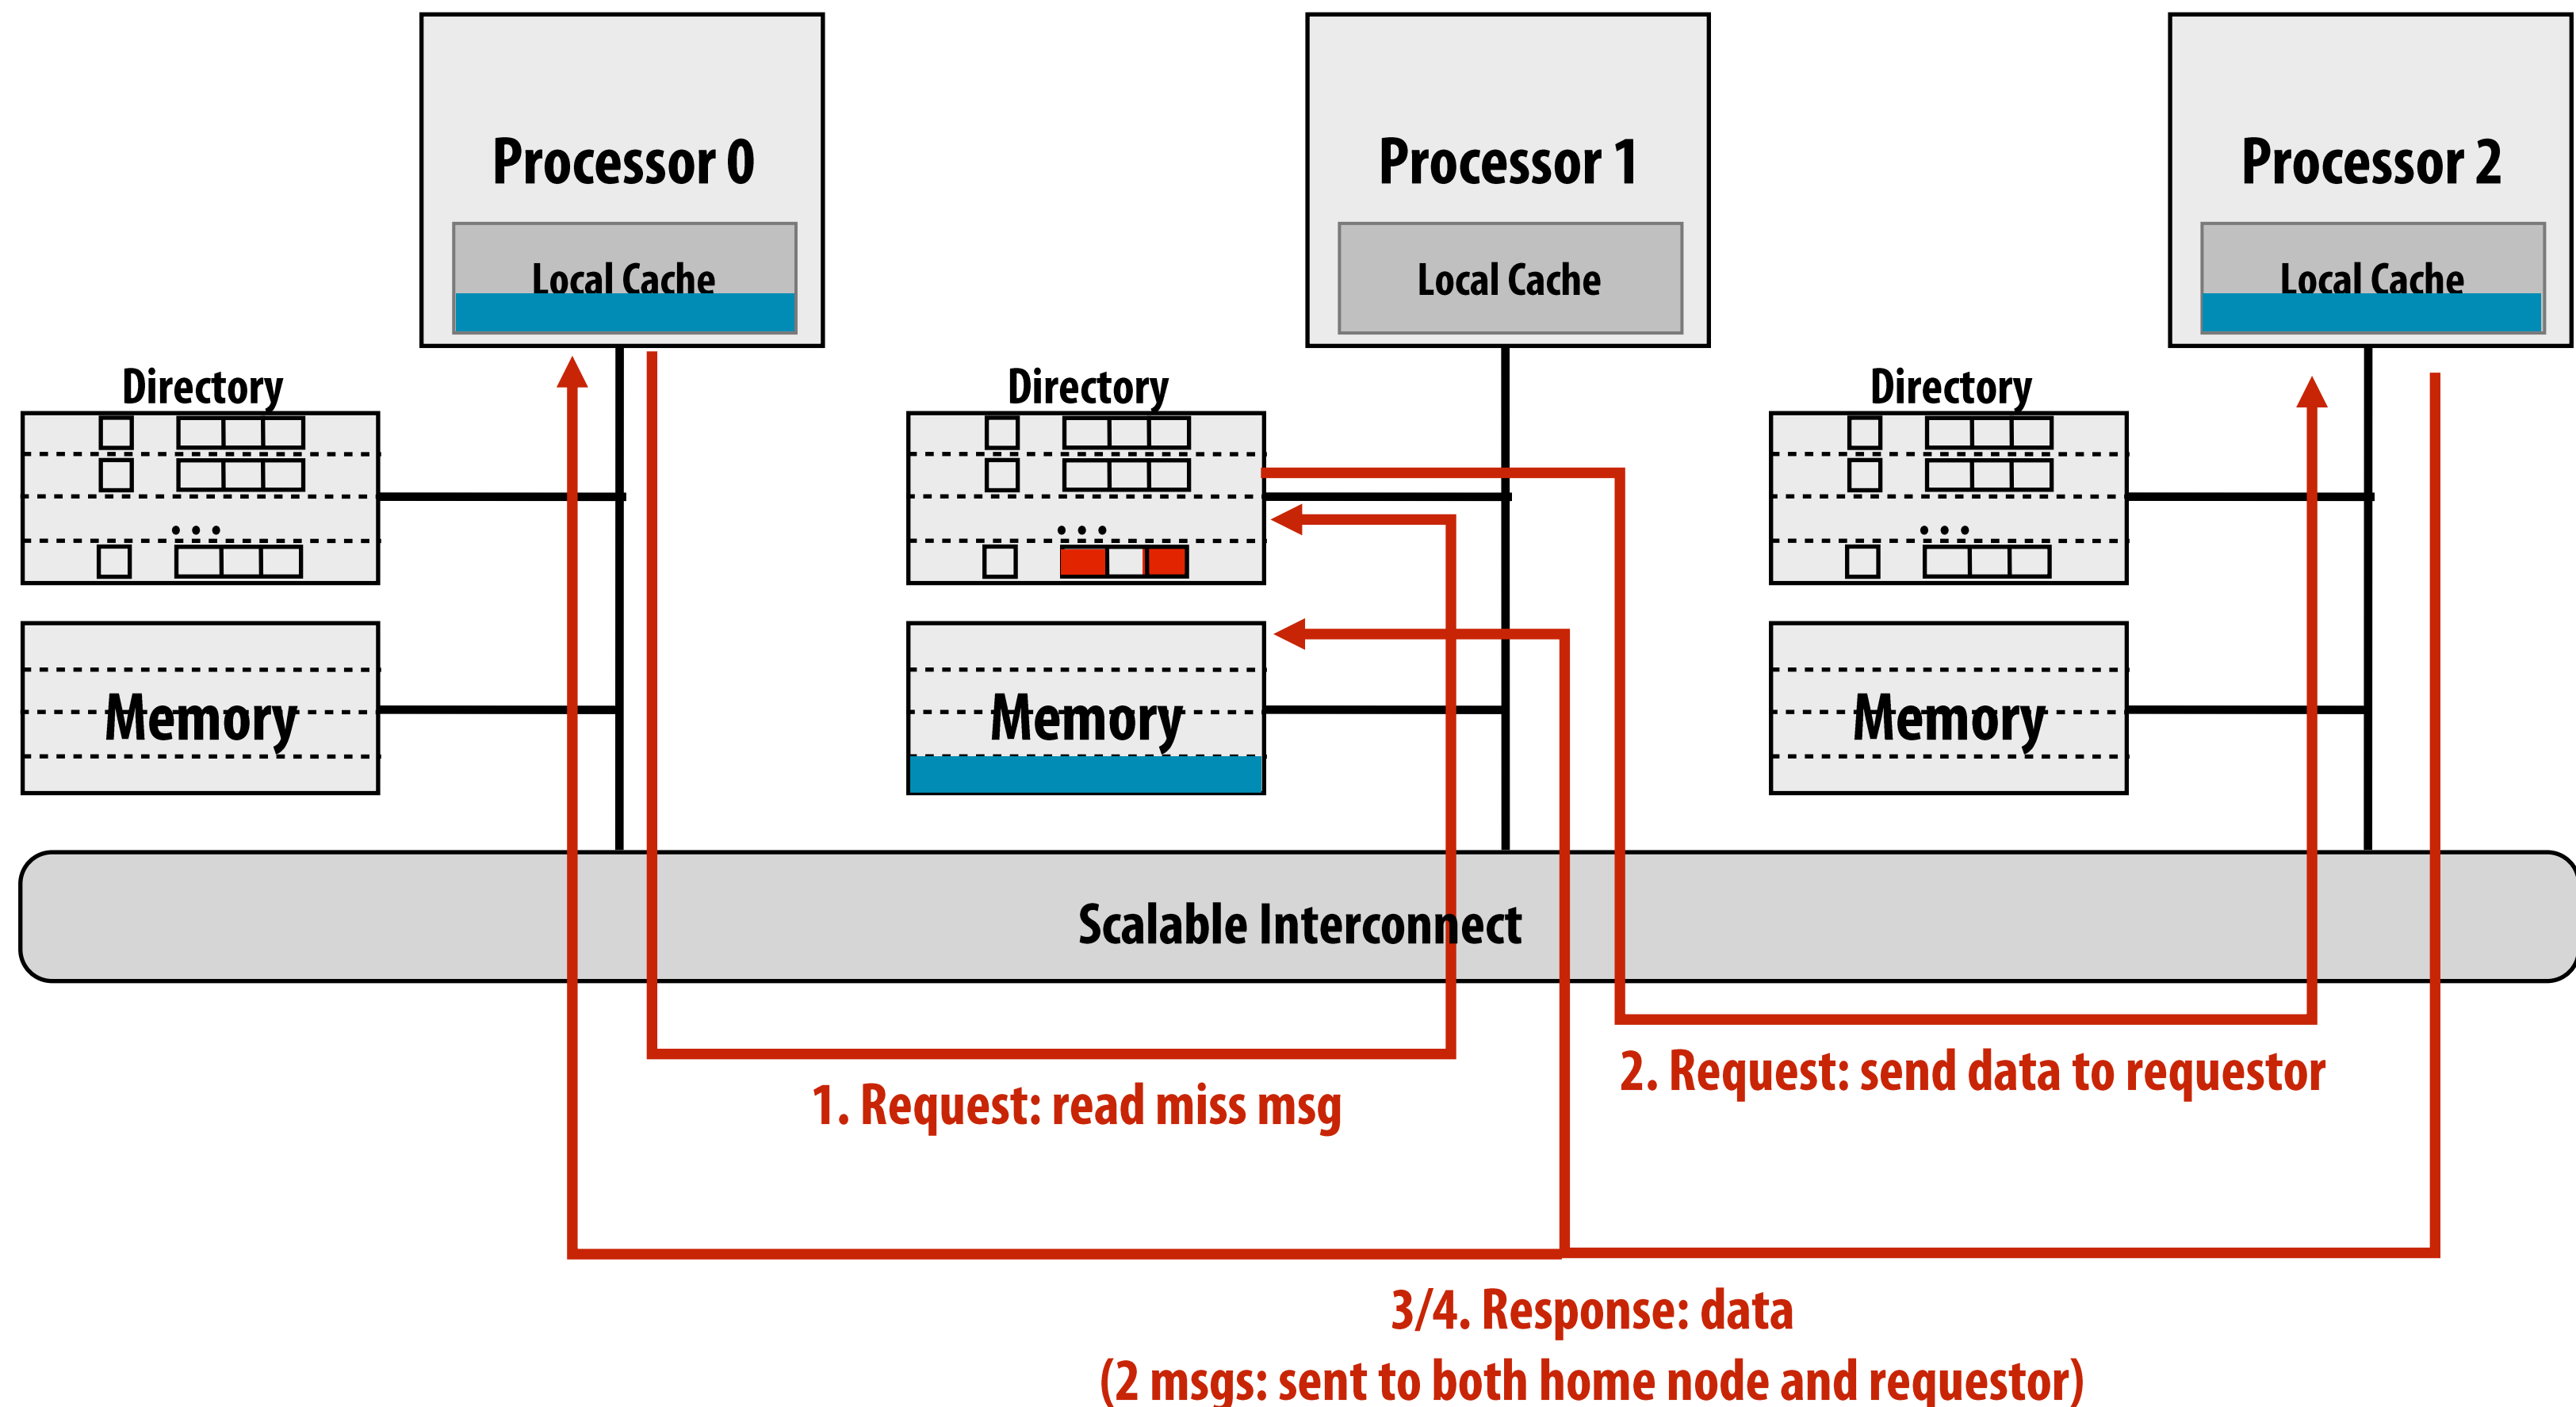 Processor 0
Processor 1
Processor 2
Local Cache
Local Cache
Local Cache
Directory
Directory
Directory
...
...
...
Memory
Memory
Memory
Scalable Interconnect
1. Request: read miss msg
2. Request: send data to requestor
3/4. Response: data
(2 msgs: sent to both home node and requestor)